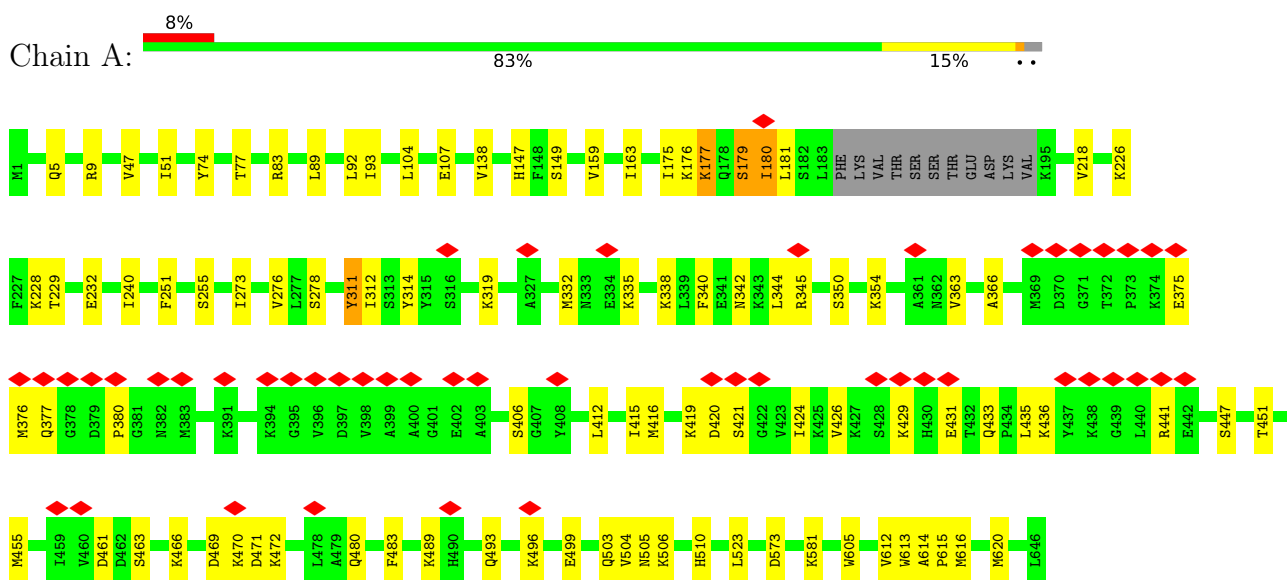 8%
Chain A:
83% 15% • •
M1 Q5 R9 V47 I51 Y74 T77 R83 L89 L92 I93 L104 E107 V138 H147 F148 S149 V159 I163 I175 K176 K177 Q178 S179 I180 L181 S182 L183 PHE LYS VAL THR SER SER THR GLU ASP LYS VAL K195 V218 K226
F227 K228 T229 E232 I240 F251 S255 I273 V276 L277 S278 Y311 I312 S313 Y314 Y315 S316 K319 A327 M332 N333 E334 K335 K338 L339 F340 E341 N342 K343 L344 R345 S350 K354 A361 N362 V363 A366 M369 D370 G371 T372 P373 K374 E375
M376 Q377 G378 D379 P380 G381 N382 M383 K391 K394 G395 V396 D397 V398 A399 A400 G401 E402 A403 S406 G407 Y408 L412 I415 M416 K419 D420 S421 G422 V423 I424 K425 V426 K427 S428 K429 H430 E431 T432 Q433 P434 L435 K436 Y437 K438 G439 L440 R441 E442 S447 T451
M455 I459 V460 D461 D462 S463 K466 D469 K470 D471 K472 L478 A479 Q480 F483 K489 H490 Q493 K496 E499 Q503 V504 N505 K506 H510 L523 D573 K581 W605 V612 W613 A614 P615 M616 M620 L646